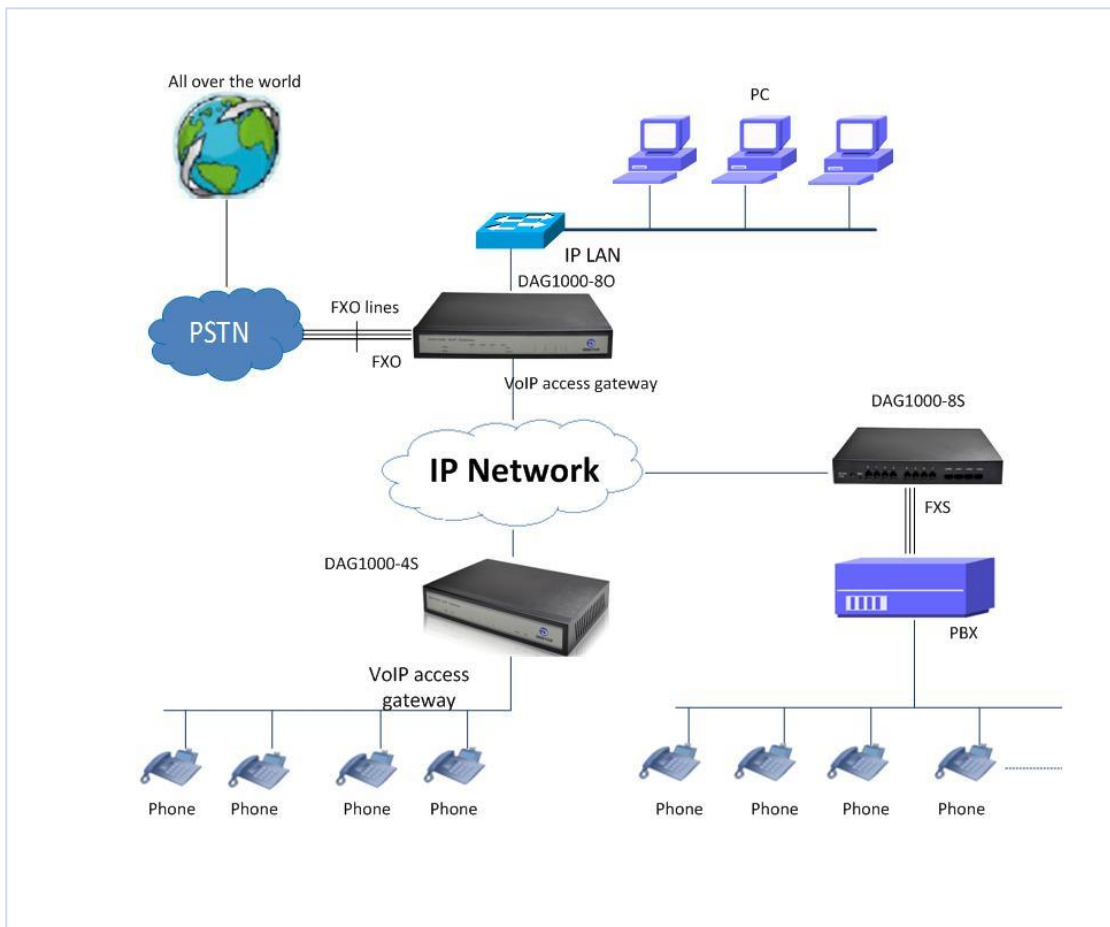 All over the world
PC
IP LAN
DAG1000-8O
FXO lines
PSTN
FXO
VoIP access gateway
DAG1000-8S
IP Network
FXS
DAG1000-4S
PBX
VoIP access
gateway
Phone
Phone
Phone
Phone
Phone
Phone
Phone
Phone